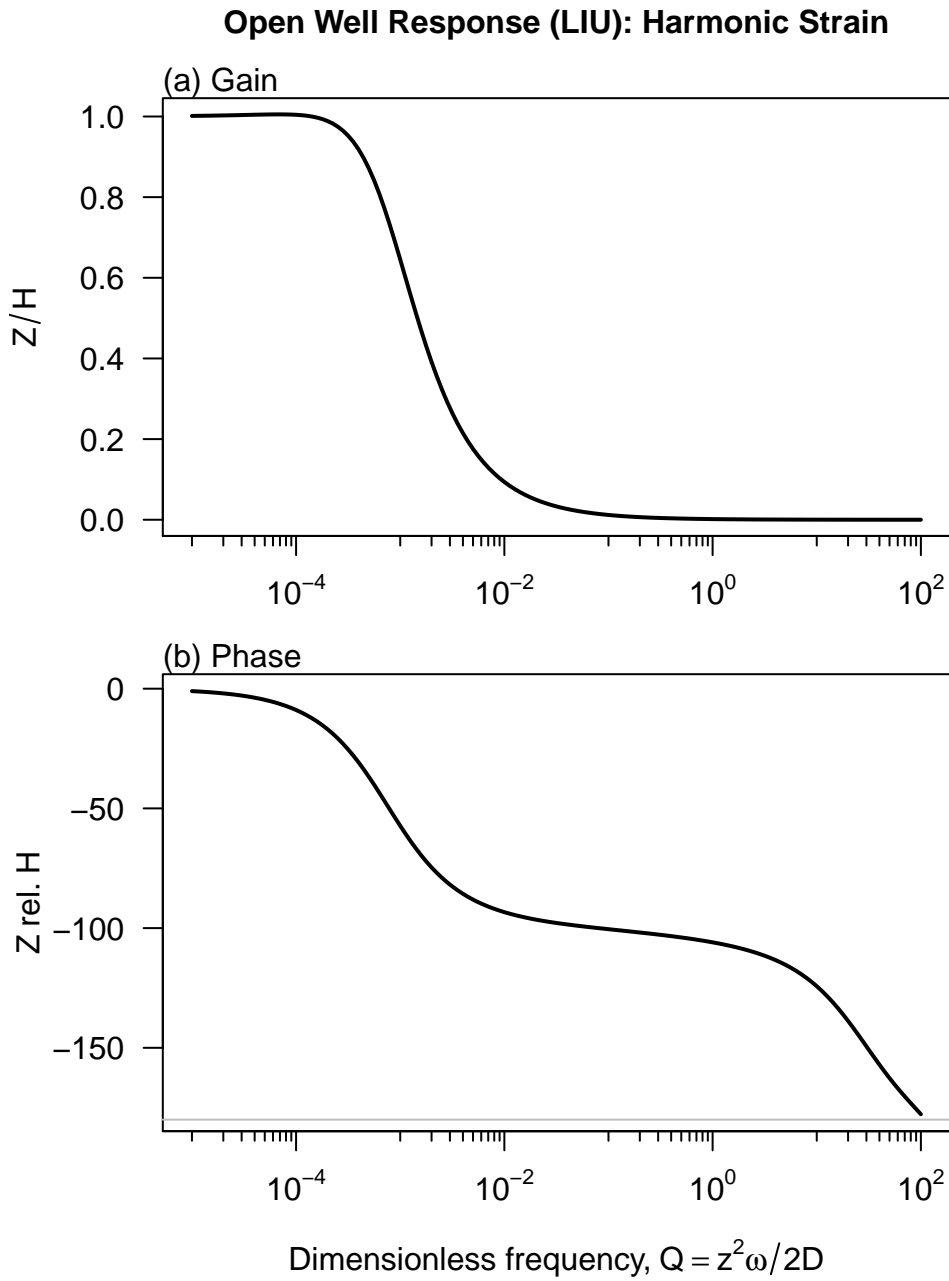 Open Well Response (LIU): Harmonic Strain
(a) Gain
1.0
0.8
0.6
0.4
0.2
0.0
Z/H
10⁻⁴ 10⁻² 10⁰ 10²
(b) Phase
0
−50
−100
−150
Z rel. H
10⁻⁴ 10⁻² 10⁰ 10²
Dimensionless frequency, Q = z²ω/2D